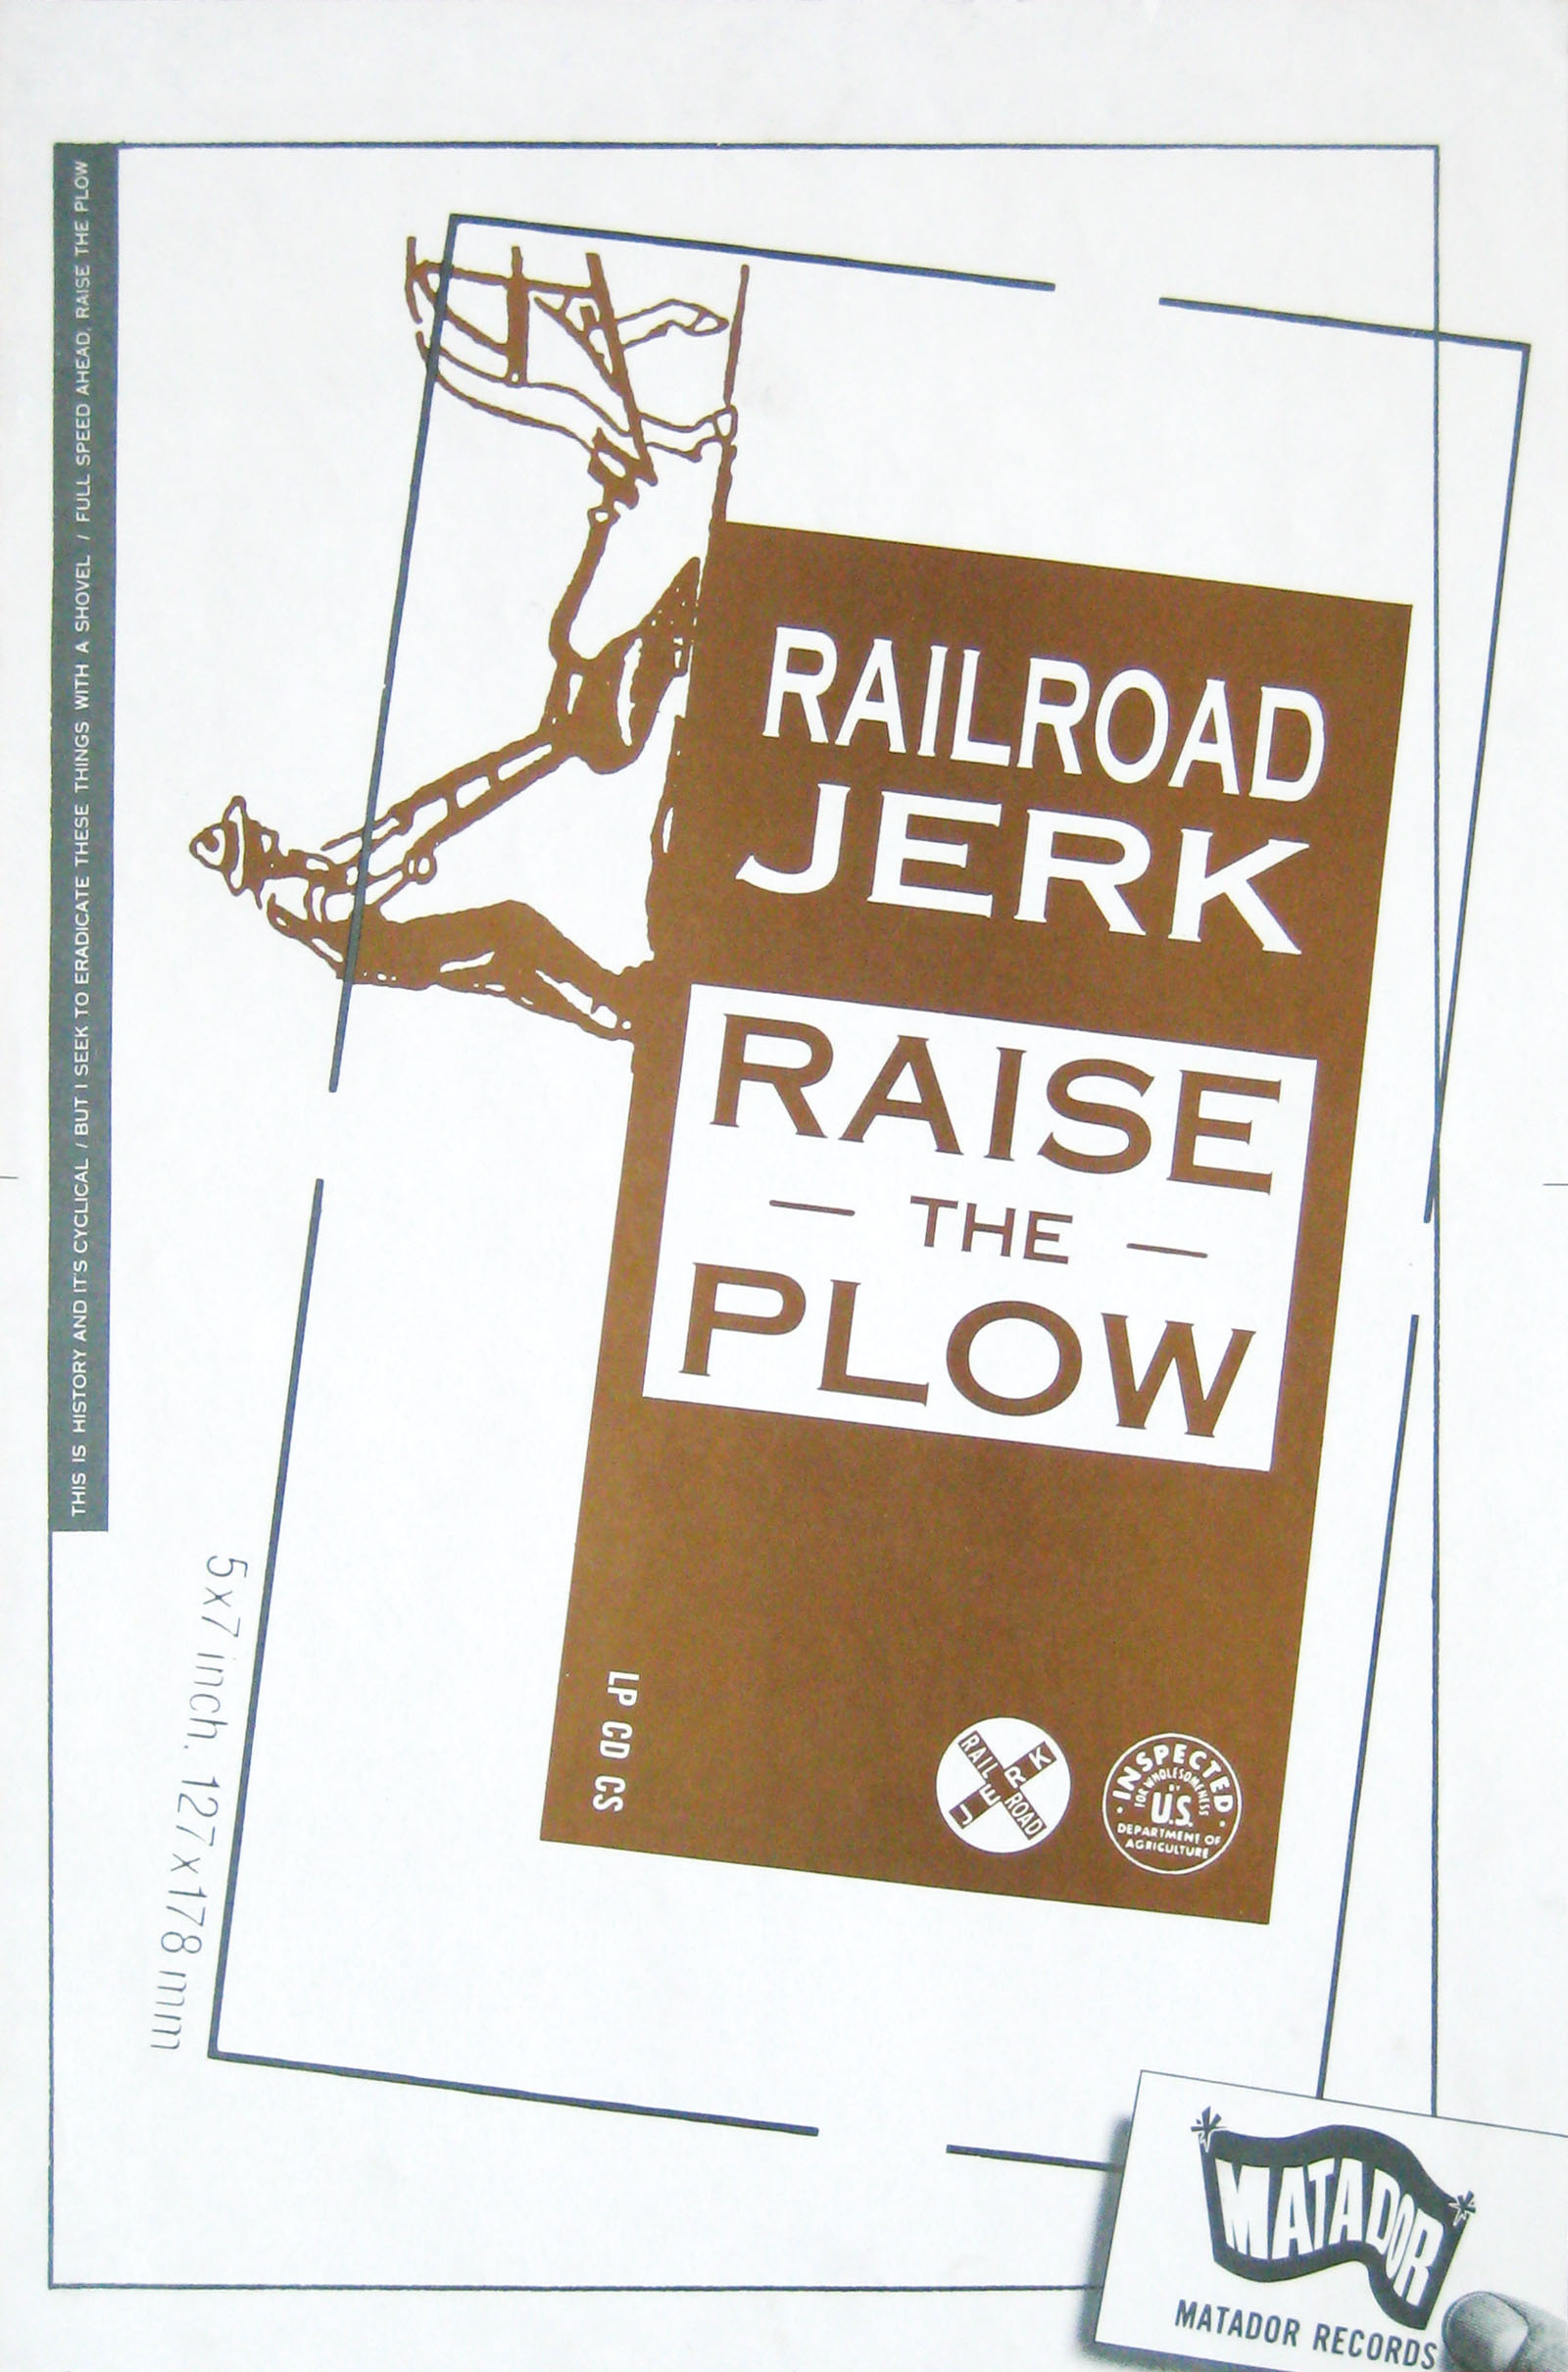 THIS IS HISTORY AND IT'S CYCLICAL / BUT I SEEK TO ERADICATE THESE THINGS WITH A SHOVEL / FULL SPEED AHEAD, RAISE THE PLOW
RAILROAD
JERK
RAISE
— THE —
PLOW
5x7 inch. 127x178 mm
LP CD CS
RAIL ROAD
JERK
INSPECTED
FOR WHOLESOMENESS
BY
U.S.
DEPARTMENT OF
AGRICULTURE
MATADOR
MATADOR RECORDS